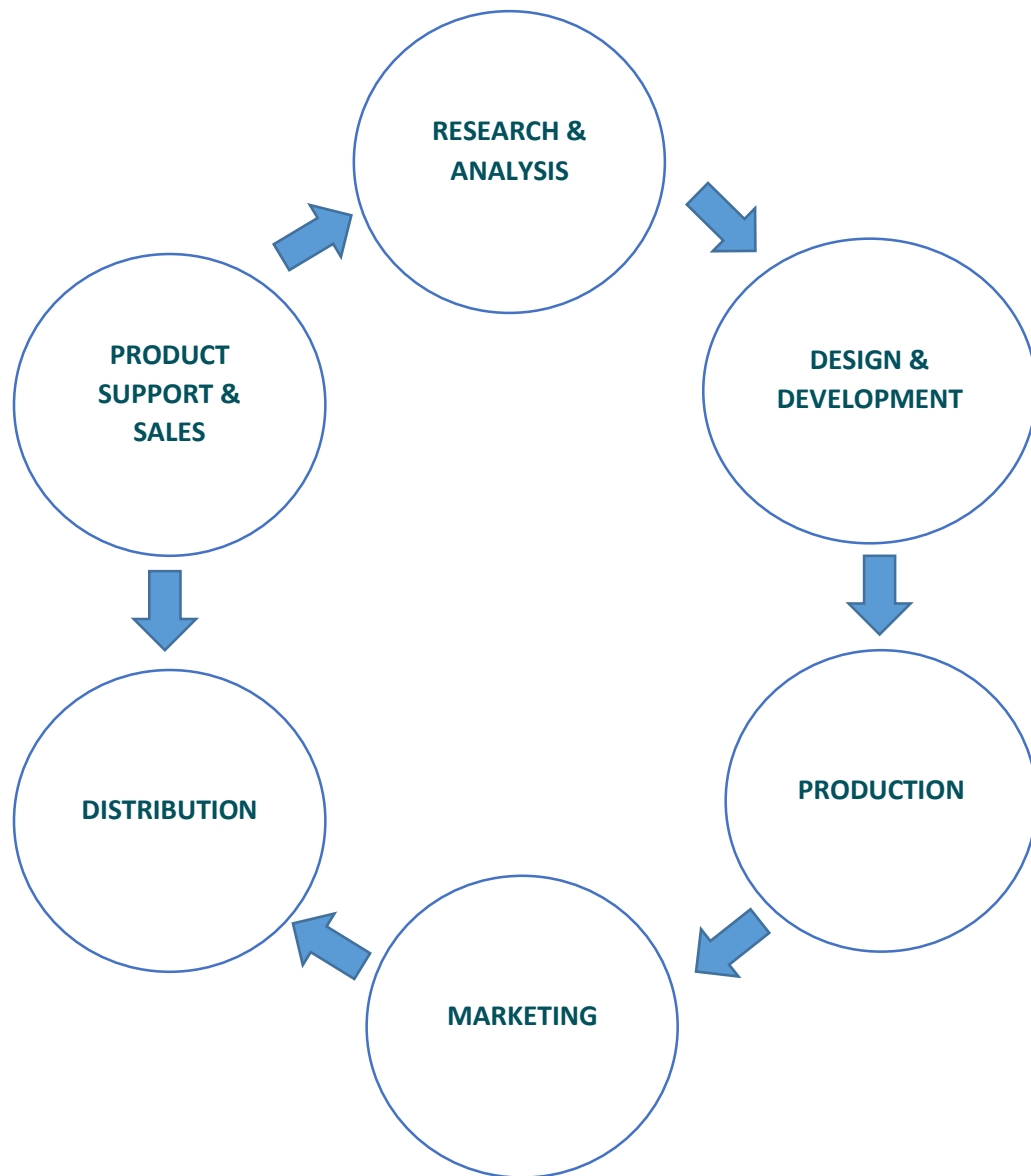 RESEARCH &
ANALYSIS
DESIGN &
DEVELOPMENT
PRODUCTION
MARKETING
DISTRIBUTION
PRODUCT
SUPPORT &
SALES